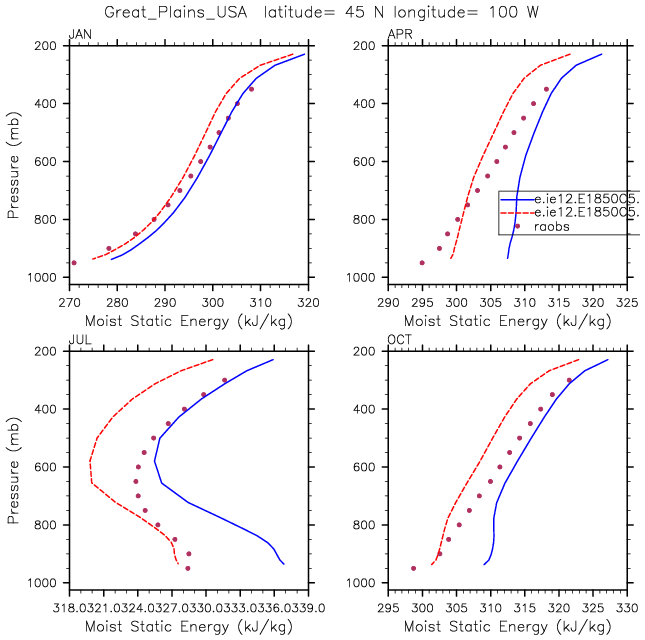 Great_Plains_USA latitude= 45 N longitude= 100 W
JAN
APR
200
400
600
800
1000
Pressure (mb)
270 280 290 300 310 320
Moist Static Energy (kJ/kg)
200
400
600
800
1000
290 295 300 305 310 315 320 325
Moist Static Energy (kJ/kg)
e.ie12.E1850C5.
e.ie12.E1850C5.
raobs
JUL
OCT
200
400
600
800
1000
Pressure (mb)
318.0321.0324.0327.0330.0333.0336.0339.0
Moist Static Energy (kJ/kg)
200
400
600
800
1000
295 300 305 310 315 320 325 330
Moist Static Energy (kJ/kg)